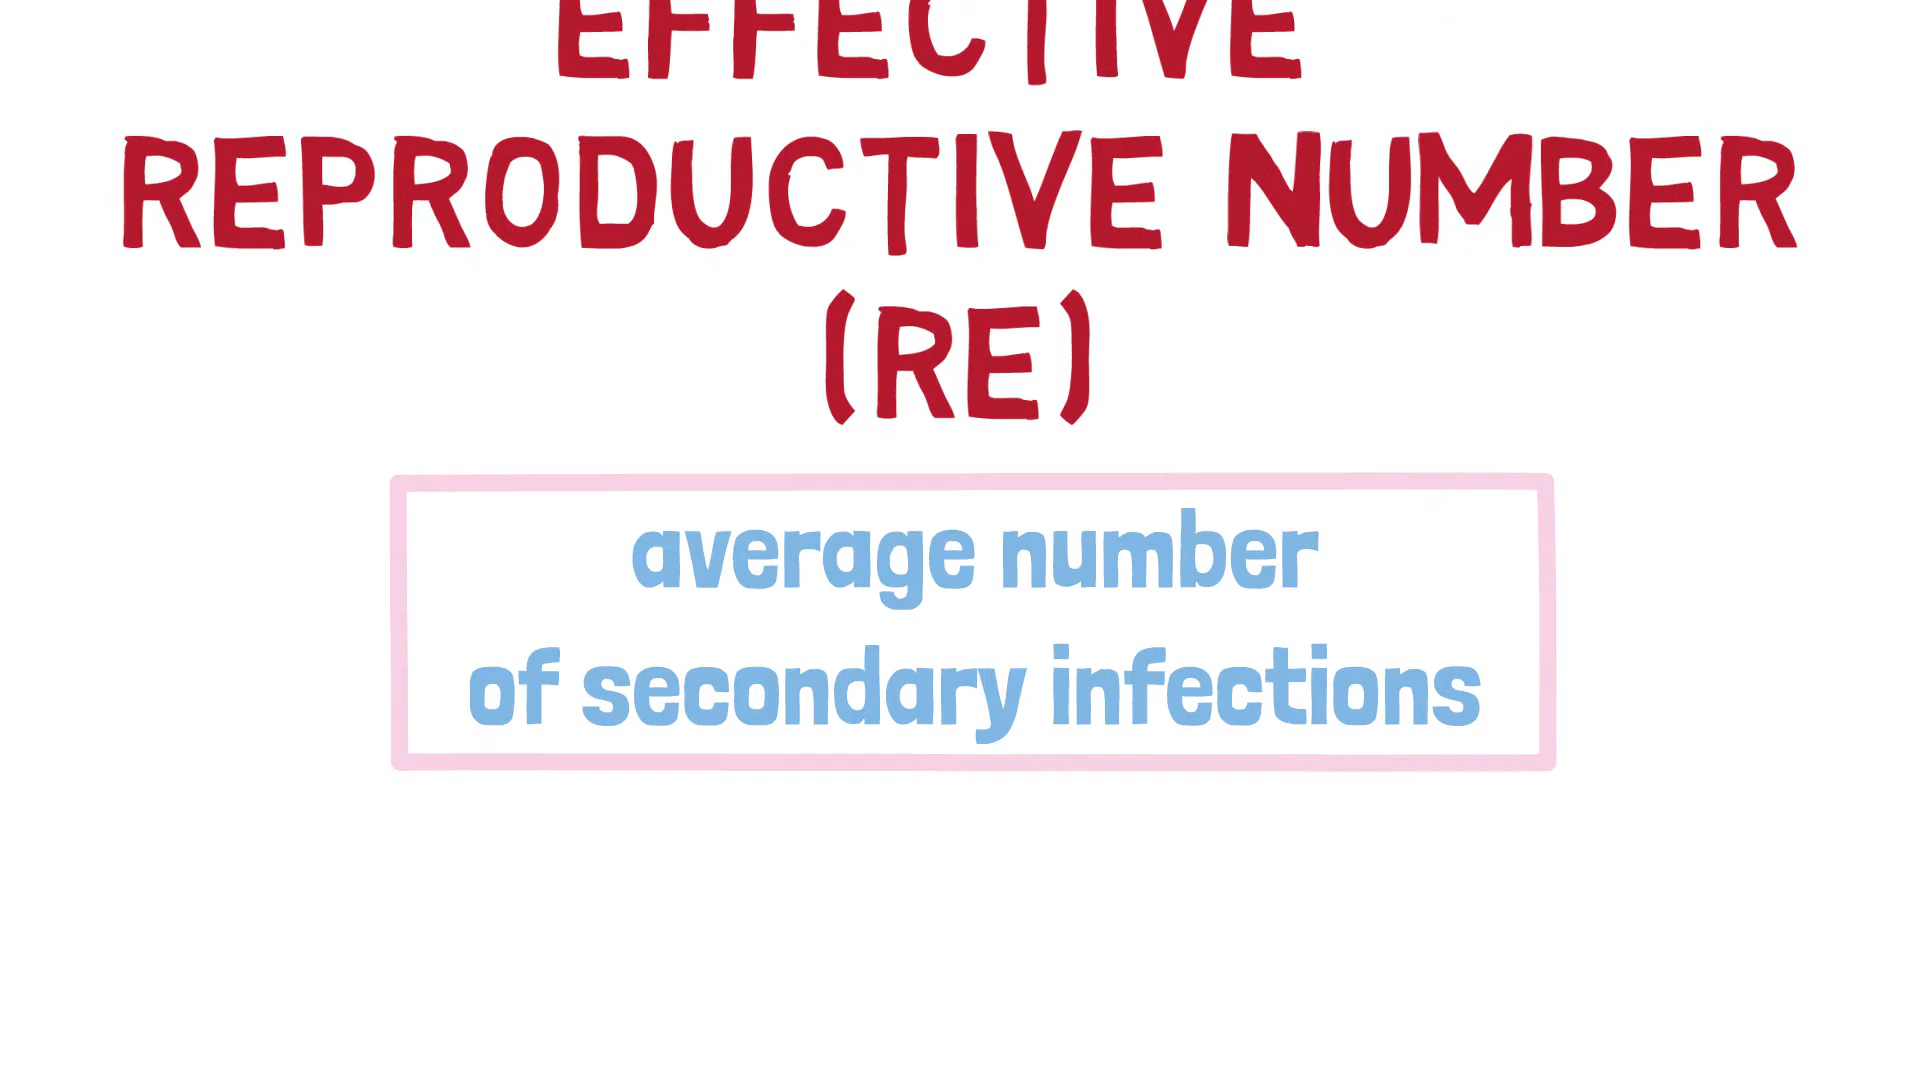 EFFECTIVE
REPRODUCTIVE NUMBER
(RE)
average number
of secondary infections